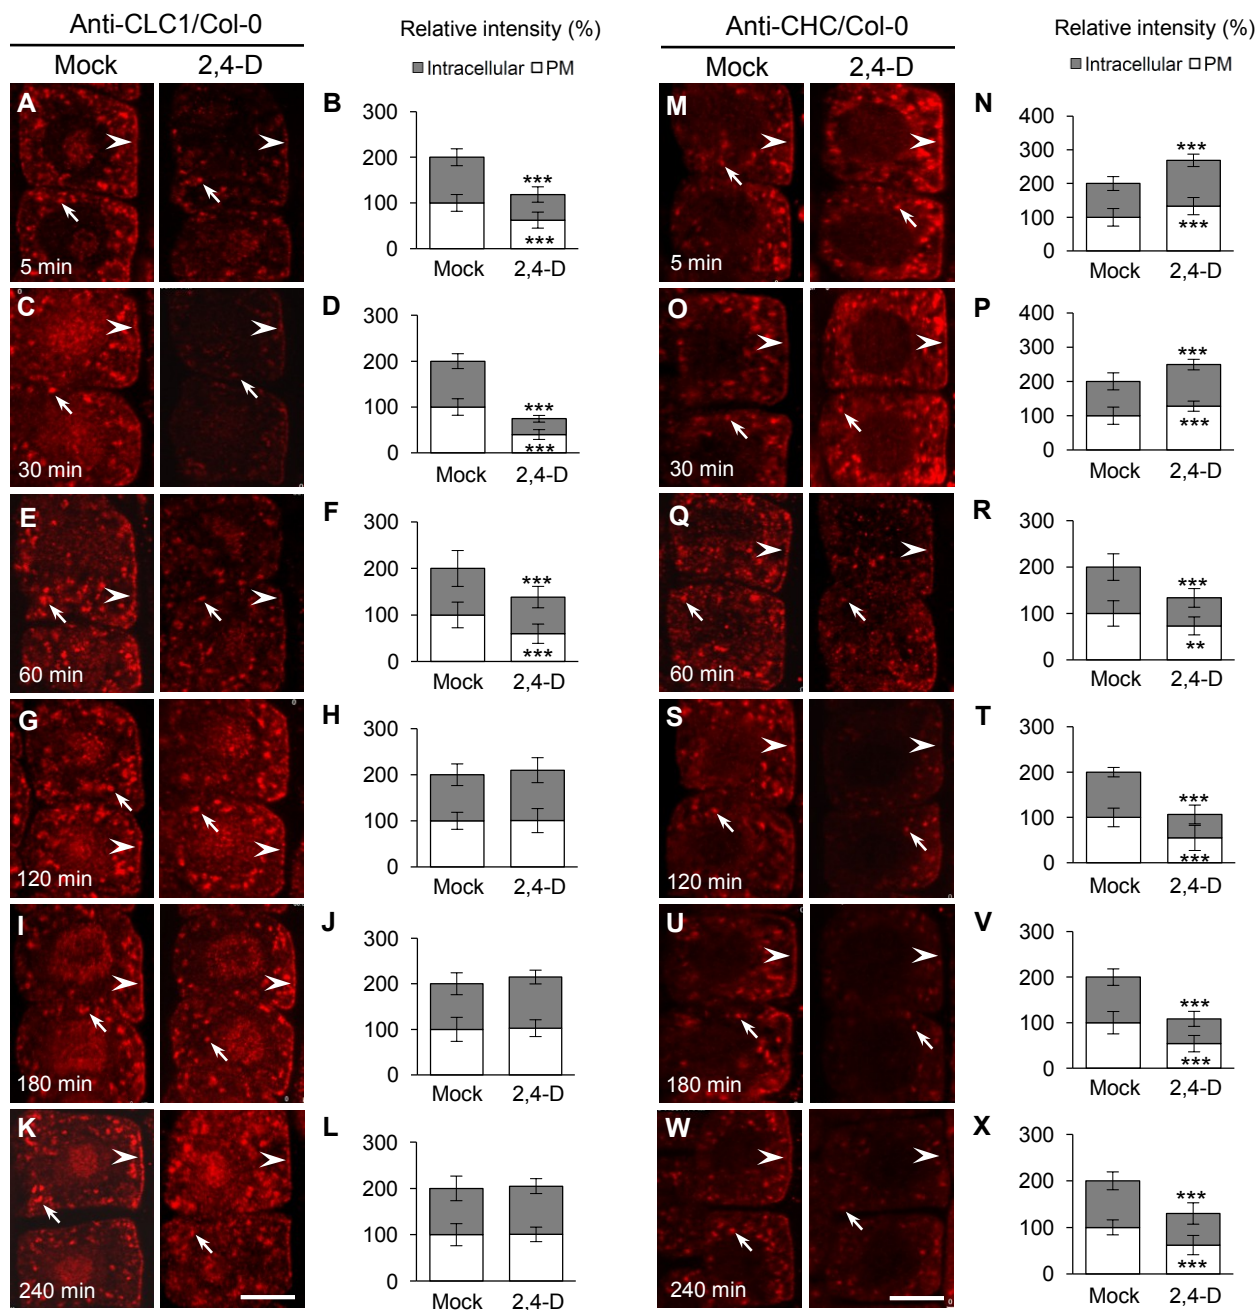 Anti-CLC1/Col-0
Relative intensity (%)
Mock 2,4-D
Intracellular PM
A
5 min
B
300
200
100
0
***
***
Mock 2,4-D
C
30 min
D
300
200
100
0
***
***
Mock 2,4-D
E
60 min
F
300
200
100
0
***
***
Mock 2,4-D
G
120 min
H
300
200
100
0
Mock 2,4-D
I
180 min
J
300
200
100
0
Mock 2,4-D
K
240 min
L
300
200
100
0
Mock 2,4-D
Anti-CHC/Col-0
Relative intensity (%)
Mock 2,4-D
Intracellular PM
M
5 min
N
400
300
200
100
0
***
***
Mock 2,4-D
O
30 min
P
400
300
200
100
0
***
***
Mock 2,4-D
Q
60 min
R
300
200
100
0
***
**
Mock 2,4-D
S
120 min
T
300
200
100
0
***
***
Mock 2,4-D
U
180 min
V
300
200
100
0
***
***
Mock 2,4-D
W
240 min
X
300
200
100
0
***
***
Mock 2,4-D